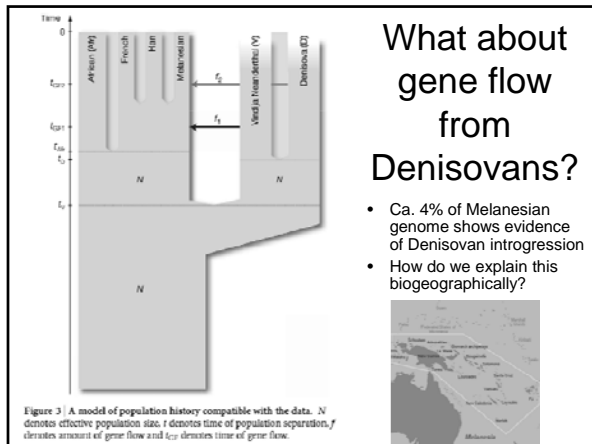 Time
0
African (Afr)
French
Han
Melanesian
Vindija Neanderthal (V)
Denisova (D)
f2
f1
N
N
N
What about
gene flow
from
Denisovans?
• Ca. 4% of Melanesian
genome shows evidence
of Denisovan introgression
• How do we explain this
biogeographically?
Melanesia
Figure 3 | A model of population history compatible with the data. N
denotes effective population size, t denotes time of population separation, f
denotes amount of gene flow and tGF denotes time of gene flow.